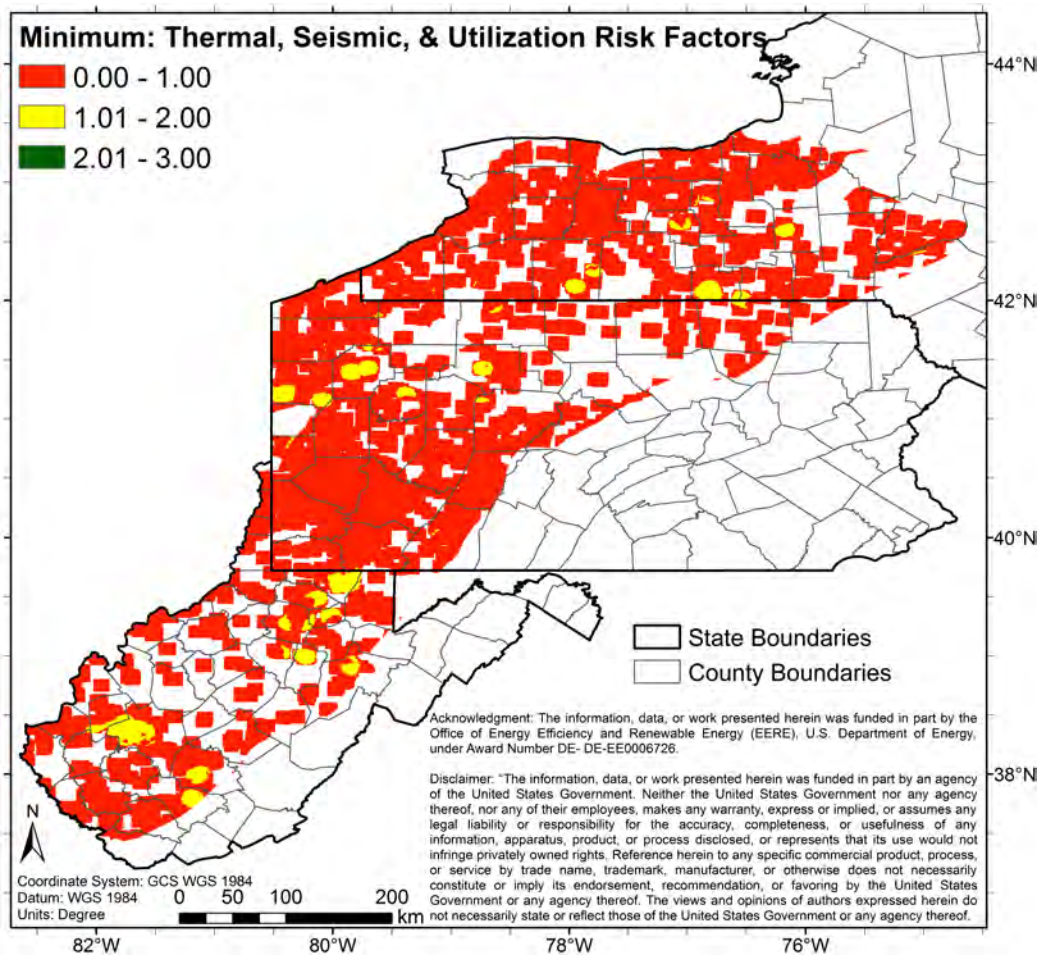 Minimum: Thermal, Seismic, & Utilization Risk Factors
0.00 - 1.00
1.01 - 2.00
2.01 - 3.00
44°N
42°N
40°N
38°N
State Boundaries
County Boundaries
Acknowledgment: The information, data, or work presented herein was funded in part by the
Office of Energy Efficiency and Renewable Energy (EERE), U.S. Department of Energy,
under Award Number DE- DE-EE0006726.
Disclaimer: "The information, data, or work presented herein was funded in part by an agency
of the United States Government. Neither the United States Government nor any agency
thereof, nor any of their employees, makes any warranty, express or implied, or assumes any
legal liability or responsibility for the accuracy, completeness, or usefulness of any
information, apparatus, product, or process disclosed, or represents that its use would not
infringe privately owned rights. Reference herein to any specific commercial product, process,
or service by trade name, trademark, manufacturer, or otherwise does not necessarily
constitute or imply its endorsement, recommendation, or favoring by the United States
Government or any agency thereof. The views and opinions of authors expressed herein do
not necessarily state or reflect those of the United States Government or any agency thereof.
N
Coordinate System: GCS WGS 1984
Datum: WGS 1984
Units: Degree
0 50 100 200
km
82°W 80°W 78°W 76°W